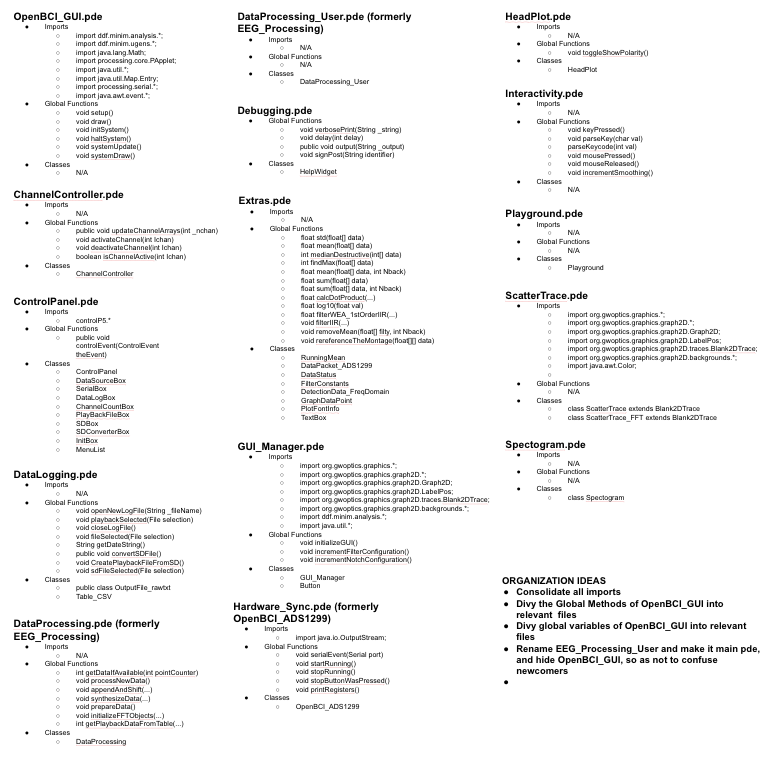 OpenBCI_GUI.pde
● Imports
○ import ddf.minim.analysis.*;
○ import ddf.minim.ugens.*;
○ import java.lang.Math;
○ import processing.core.PApplet;
○ import java.util.*;
○ import java.util.Map.Entry;
○ import processing.serial.*;
○ import java.awt.event.*;
● Global Functions
○ void setup()
○ void draw()
○ void initSystem()
○ void haltSystem()
○ void systemUpdate()
○ void systemDraw()
● Classes
○ N/A
ChannelController.pde
● Imports
○ N/A
● Global Functions
○ public void updateChannelArrays(int _nchan)
○ void activateChannel(int Ichan)
○ void deactivateChannel(int Ichan)
○ boolean isChannelActive(int Ichan)
● Classes
○ ChannelController
ControlPanel.pde
● Imports
○ controlP5.*
● Global Functions
○ public void
controlEvent(ControlEvent
theEvent)
● Classes
○ ControlPanel
○ DataSourceBox
○ SerialBox
○ DataLogBox
○ ChannelCountBox
○ PlayBackFileBox
○ SDBox
○ SDConverterBox
○ InitBox
○ MenuList
DataLogging.pde
● Imports
○ N/A
● Global Functions
○ void openNewLogFile(String _fileName)
○ void playbackSelected(File selection)
○ void closeLogFile()
○ void fileSelected(File selection)
○ String getDateString()
○ public void convertSDFile()
○ void CreatePlaybackFileFromSD()
○ void sdFileSelected(File selection)
● Classes
○ public class OutputFile_rawtxt
○ Table_CSV
DataProcessing.pde (formerly
EEG_Processing)
● Imports
○ N/A
● Global Functions
○ int getDataIfAvailable(int pointCounter)
○ void processNewData()
○ void appendAndShift(...)
○ void synthesizeData(...)
○ void prepareData()
○ void initializeFFTObjects(...)
○ int getPlaybackDataFromTable(...)
● Classes
○ DataProcessing
DataProcessing_User.pde (formerly
EEG_Processing)
● Imports
○ N/A
● Global Functions
○ N/A
● Classes
○ DataProcessing_User
Debugging.pde
● Global Functions
○ void verbosePrint(String _string)
○ void delay(int delay)
○ public void output(String _output)
○ void signPost(String identifier)
● Classes
○ HelpWidget
Extras.pde
● Imports
○ N/A
● Global Functions
○ float std(float[] data)
○ float mean(float[] data)
○ int medianDestructive(int[] data)
○ int findMax(float[] data)
○ float mean(float[] data, int Nback)
○ float sum(float[] data)
○ float sum(float[] data, int Nback)
○ float calcDotProduct(...)
○ float log10(float val)
○ float filterWEA_1stOrderIIR(...)
○ void filterIIR(...)
○ void removeMean(float[] filty, int Nback)
○ void rereferenceTheMontage(float[][] data)
● Classes
○ RunningMean
○ DataPacket_ADS1299
○ DataStatus
○ FilterConstants
○ DetectionData_FreqDomain
○ GraphDataPoint
○ PlotFontInfo
○ TextBox
GUI_Manager.pde
● Imports
○ import org.gwoptics.graphics.*;
○ import org.gwoptics.graphics.graph2D.*;
○ import org.gwoptics.graphics.graph2D.Graph2D;
○ import org.gwoptics.graphics.graph2D.LabelPos;
○ import org.gwoptics.graphics.graph2D.traces.Blank2DTrace;
○ import org.gwoptics.graphics.graph2D.backgrounds.*;
○ import ddf.minim.analysis.*;
○ import java.util.*;
● Global Functions
○ void initializeGUI()
○ void incrementFilterConfiguration()
○ void incrementNotchConfiguration()
● Classes
○ GUI_Manager
○ Button
Hardware_Sync.pde (formerly
OpenBCI_ADS1299)
● Imports
○ import java.io.OutputStream;
● Global Functions
○ void serialEvent(Serial port)
○ void startRunning()
○ void stopRunning()
○ void stopButtonWasPressed()
○ void printRegisters()
● Classes
○ OpenBCI_ADS1299
HeadPlot.pde
● Imports
○ N/A
● Global Functions
○ void toggleShowPolarity()
● Classes
○ HeadPlot
Interactivity.pde
● Imports
○ N/A
● Global Functions
○ void keyPressed()
○ void parseKey(char val)
○ parseKeycode(int val)
○ void mousePressed()
○ void mouseReleased()
○ void incrementSmoothing()
● Classes
○ N/A
Playground.pde
● Imports
○ N/A
● Global Functions
○ N/A
● Classes
○ Playground
ScatterTrace.pde
● Imports
○ import org.gwoptics.graphics.*;
○ import org.gwoptics.graphics.graph2D.*;
○ import org.gwoptics.graphics.graph2D.Graph2D;
○ import org.gwoptics.graphics.graph2D.LabelPos;
○ import org.gwoptics.graphics.graph2D.traces.Blank2DTrace;
○ import org.gwoptics.graphics.graph2D.backgrounds.*;
○ import java.awt.Color;
○
● Global Functions
○ N/A
● Classes
○ class ScatterTrace extends Blank2DTrace
○ class ScatterTrace_FFT extends Blank2DTrace
Spectogram.pde
● Imports
○ N/A
● Global Functions
○ N/A
● Classes
○ class Spectogram
ORGANIZATION IDEAS
● Consolidate all imports
● Divy the Global Methods of OpenBCI_GUI into
relevant files
● Divy global variables of OpenBCI_GUI into relevant
files
● Rename EEG_Processing_User and make it main pde,
and hide OpenBCI_GUI, so as not to confuse
newcomers
●